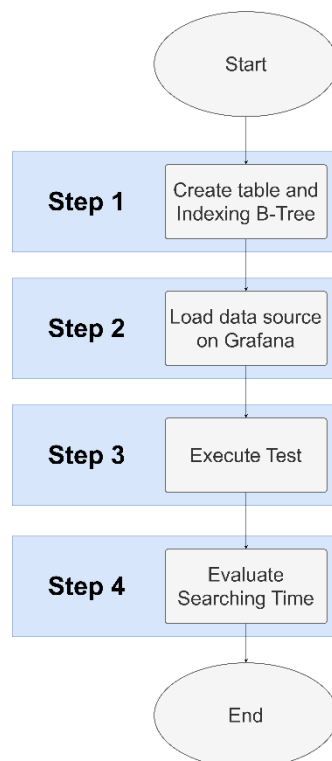 Start
Step 1
Create table and
Indexing B-Tree
Step 2
Load data source
on Grafana
Step 3
Execute Test
Step 4
Evaluate
Searching Time
End